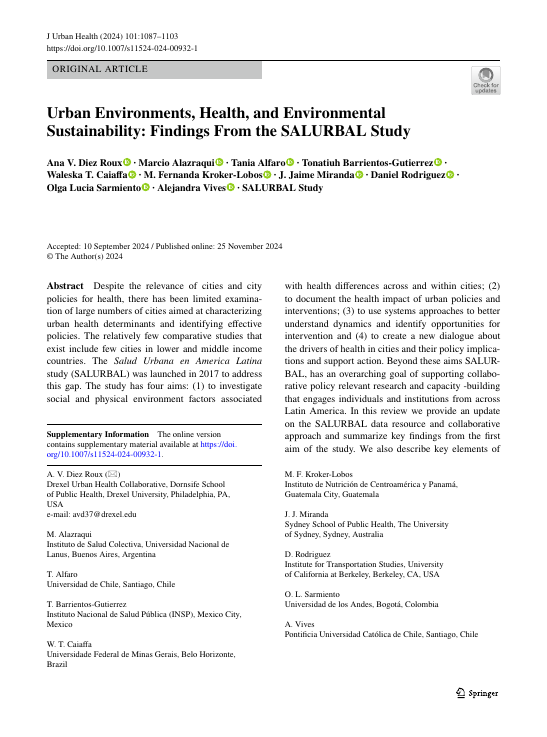 J Urban Health (2024) 101:1087–1103
https://doi.org/10.1007/s11524-024-00932-1
ORIGINAL ARTICLE
Check for
updates
Urban Environments, Health, and Environmental
Sustainability: Findings From the SALURBAL Study
Ana V. Diez Roux · Marcio Alazraqui · Tania Alfaro · Tonatiuh Barrientos-Gutierrez ·
Waleska T. Caiaffa · M. Fernanda Kroker-Lobos · J. Jaime Miranda · Daniel Rodriguez ·
Olga Lucia Sarmiento · Alejandra Vives · SALURBAL Study
Accepted: 10 September 2024 / Published online: 25 November 2024
© The Author(s) 2024
Abstract Despite the relevance of cities and city
policies for health, there has been limited examina-
tion of large numbers of cities aimed at characterizing
urban health determinants and identifying effective
policies. The relatively few comparative studies that
exist include few cities in lower and middle income
countries. The Salud Urbana en America Latina
study (SALURBAL) was launched in 2017 to address
this gap. The study has four aims: (1) to investigate
social and physical environment factors associated
with health differences across and within cities; (2)
to document the health impact of urban policies and
interventions; (3) to use systems approaches to better
understand dynamics and identify opportunities for
intervention and (4) to create a new dialogue about
the drivers of health in cities and their policy implica-
tions and support action. Beyond these aims SALUR-
BAL, has an overarching goal of supporting collabo-
rative policy relevant research and capacity -building
that engages individuals and institutions from across
Latin America. In this review we provide an update
on the SALURBAL data resource and collaborative
approach and summarize key findings from the first
aim of the study. We also describe key elements of
Supplementary Information The online version
contains supplementary material available at https://doi.
org/10.1007/s11524-024-00932-1.
A. V. Diez Roux (✉)
Drexel Urban Health Collaborative, Dornsife School
of Public Health, Drexel University, Philadelphia, PA,
USA
e-mail: avd37@drexel.edu
M. Alazraqui
Instituto de Salud Colectiva, Universidad Nacional de
Lanus, Buenos Aires, Argentina
T. Alfaro
Universidad de Chile, Santiago, Chile
T. Barrientos-Gutierrez
Instituto Nacional de Salud Pública (INSP), Mexico City,
Mexico
W. T. Caiaffa
Universidade Federal de Minas Gerais, Belo Horizonte,
Brazil
M. F. Kroker-Lobos
Instituto de Nutrición de Centroamérica y Panamá,
Guatemala City, Guatemala
J. J. Miranda
Sydney School of Public Health, The University
of Sydney, Sydney, Australia
D. Rodriguez
Institute for Transportation Studies, University
of California at Berkeley, Berkeley, CA, USA
O. L. Sarmiento
Universidad de los Andes, Bogotá, Colombia
A. Vives
Pontificia Universidad Católica de Chile, Santiago, Chile
Springer